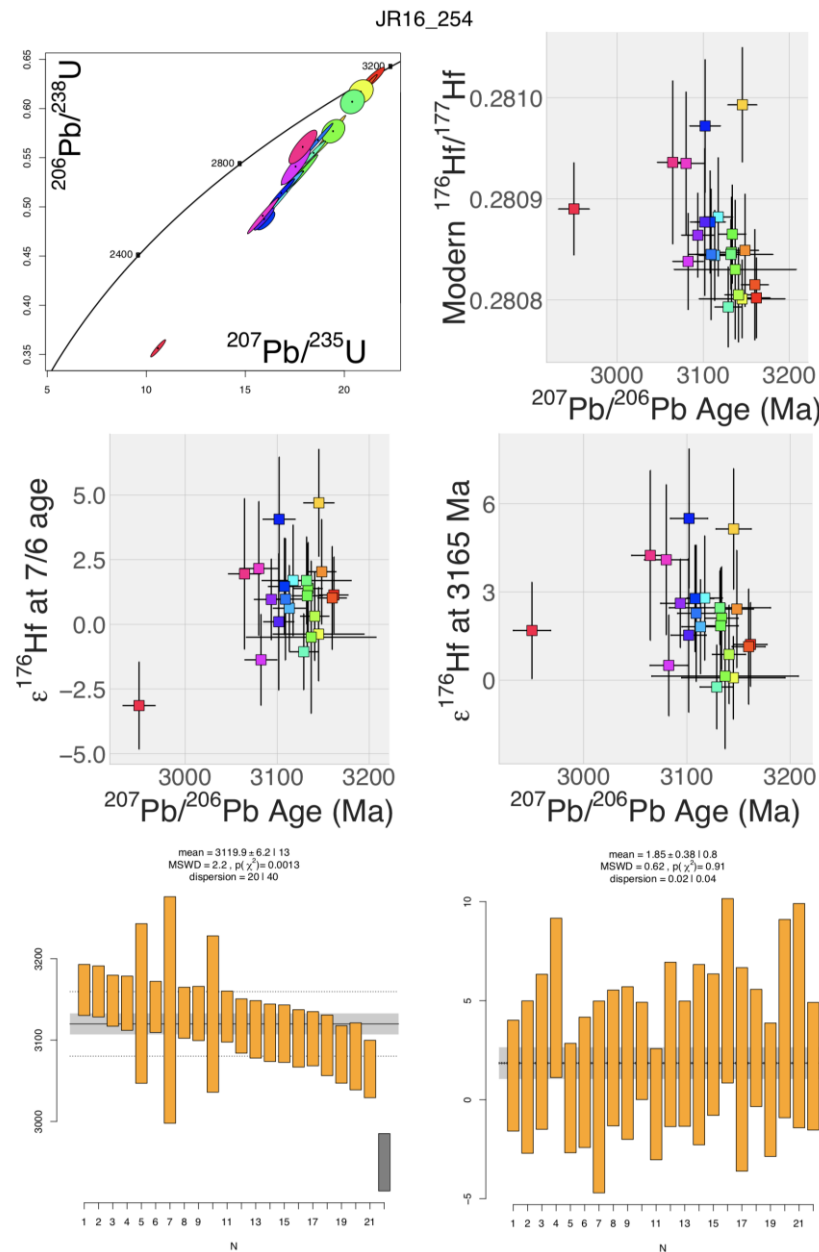 JR16_254
206Pb/238U
0.65
0.60
0.55
0.50
0.45
0.40
0.35
3200
2800
2400
207Pb/235U
5
10
15
20
Modern 176Hf/177Hf
0.2810
0.2809
0.2809
0.2808
3000
3100
3200
207Pb/206Pb Age (Ma)
ε176Hf at 7/6 age
5.0
2.5
0.0
−2.5
−5.0
3000
3100
3200
207Pb/206Pb Age (Ma)
ε176Hf at 3165 Ma
6
4
2
0
3000
3100
3200
207Pb/206Pb Age (Ma)
mean = 3119.9 ± 6.2 | 13
MSWD = 2.2 , p( χ2)= 0.0013
dispersion = 20 | 40
3200
3100
3000
1 2 3 4 5 6 7 8 9 11 13 15 17 19 21
N
mean = 1.85 ± 0.38 | 0.8
MSWD = 0.62 , p( χ2)= 0.91
dispersion = 0.02 | 0.04
10
5
0
-5
1 2 3 4 5 6 7 8 9 11 13 15 17 19 21
N